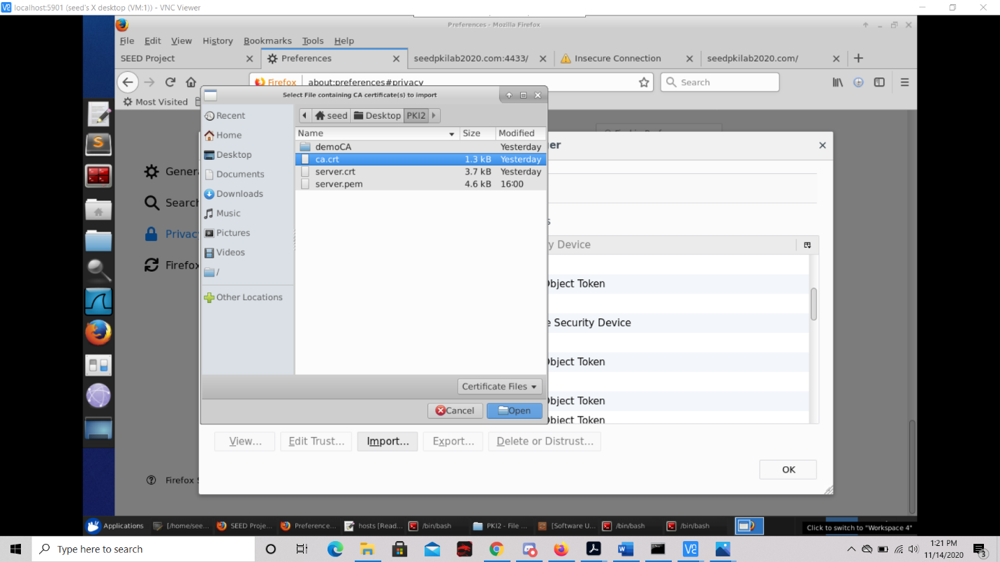 localhost:5901 (seed's X desktop (VM:1)) - VNC Viewer
Preferences - Mozilla Firefox
File Edit View History Bookmarks Tools Help
SEED Project Preferences seedpkilab2020.com:4433/ Insecure Connection seedpkilab2020.com/
Firefox about:preferences#privacy Search
Most Visited
Select File containing CA certificate(s) to import
Recent
Home
Desktop
Documents
Downloads
Music
Pictures
Videos
/
Other Locations
seed Desktop PKI2
Name Size Modified
demoCA Yesterday
ca.crt 1.3 kB Yesterday
server.crt 3.7 kB Yesterday
server.pem 4.6 kB 16:00
Certificate Files
Cancel Open
Gener
Search
Privac
Firefox
Firefox S
er
s
y Device
Object Token
e Security Device
Object Token
Object Token
Object Token
View... Edit Trust... Import... Export... Delete or Distrust...
OK
Applications [/home/see... SEED Proje... Preference... hosts [Read... /bin/bash PKI2 - File ... [Software U... /bin/bash /bin/bash
Click to switch to "Workspace 4"
Type here to search
1:21 PM
11/14/2020
3